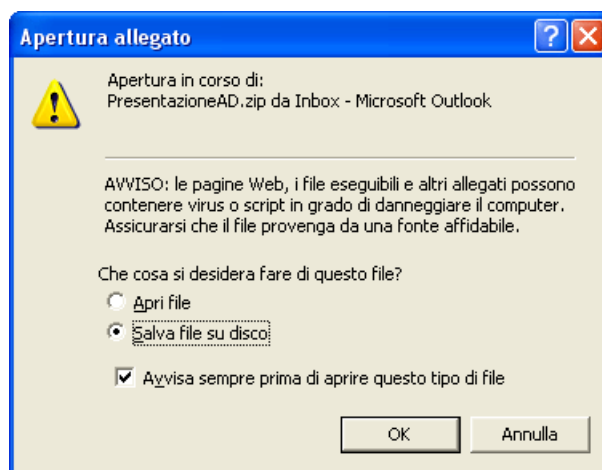 Apertura allegato
Apertura in corso di:
PresentazioneAD.zip da Inbox - Microsoft Outlook
AVVISO: le pagine Web, i file eseguibili e altri allegati possono
contenere virus o script in grado di danneggiare il computer.
Assicurarsi che il file provenga da una fonte affidabile.
Che cosa si desidera fare di questo file?
Apri file
Salva file su disco
Avvisa sempre prima di aprire questo tipo di file
OK Annulla